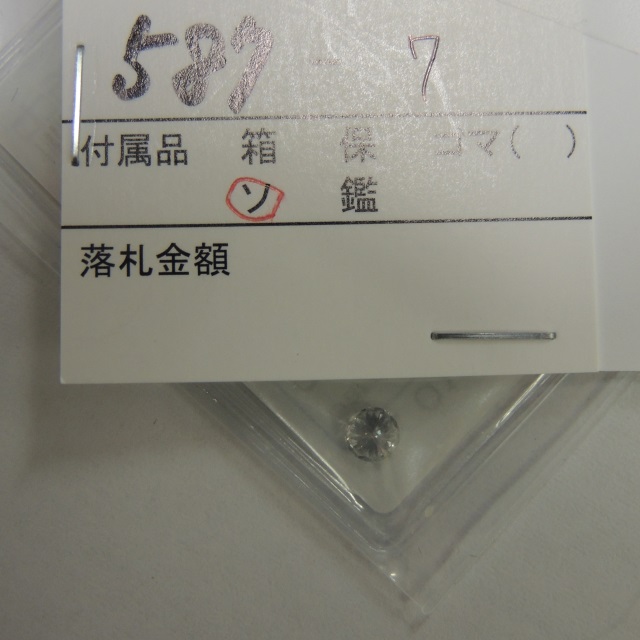 587 - 7
付属品 箱 保 コマ( )
ソ 鑑
落札金額